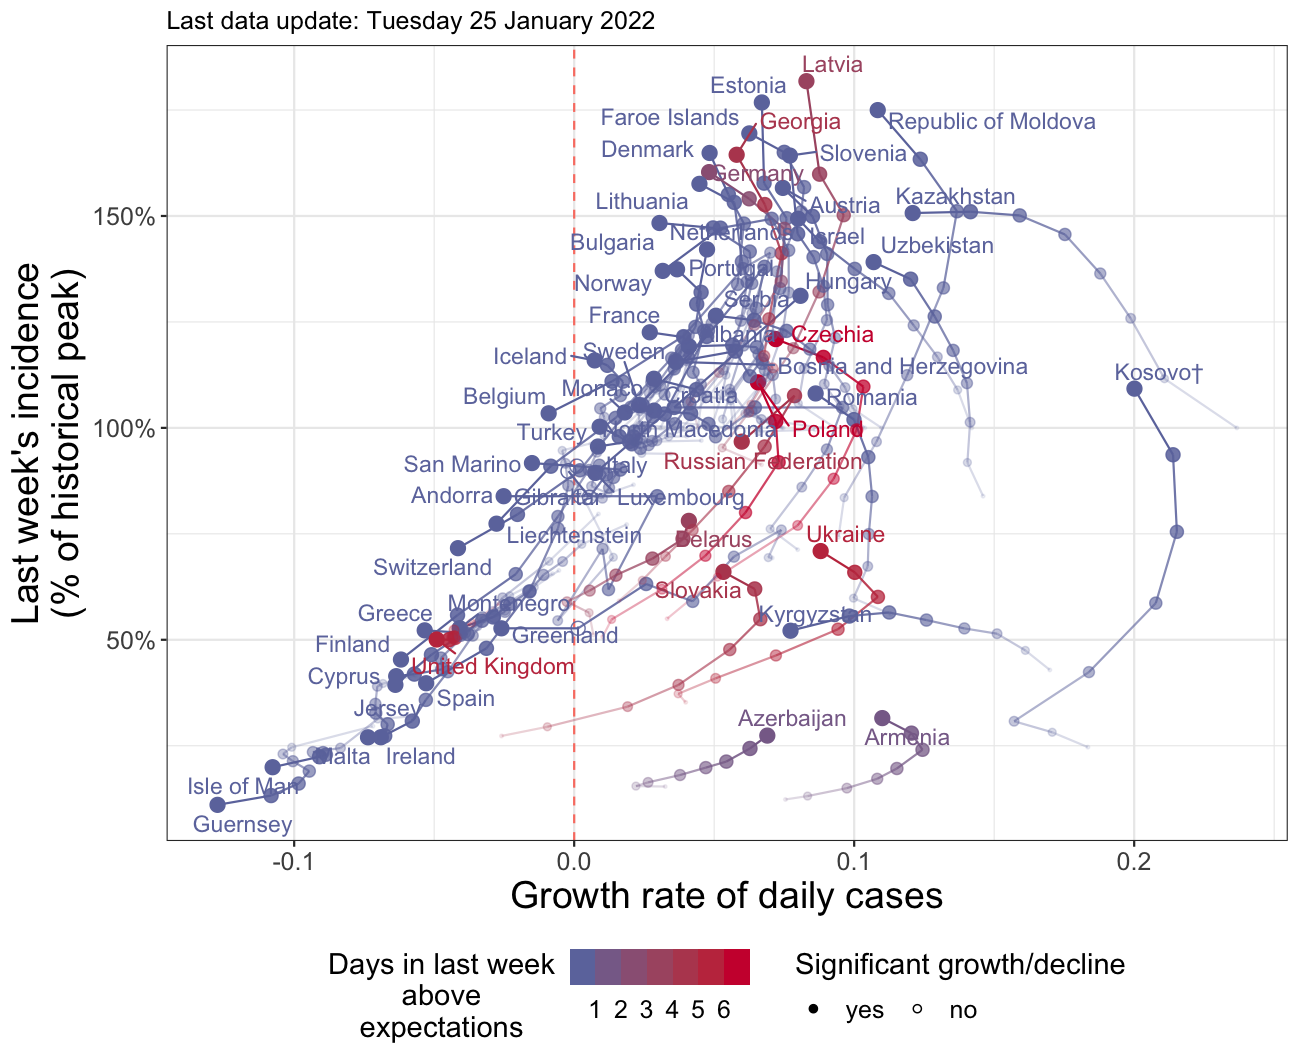 Last data update: Tuesday 25 January 2022
Latvia
Estonia
Faroe Islands
Georgia
Republic of Moldova
Denmark
Slovenia
Germany
Lithuania
Austria
Kazakhstan
150%
Bulgaria
Netherlands
Israel
Uzbekistan
Norway
Portugal
Hungary
Serbia
France
Albania
Czechia
Iceland
Sweden
Bosnia and Herzegovina
Kosovo†
Belgium
Monaco
Croatia
Romania
100%
Turkey
North Macedonia
Poland
San Marino
Italy
Russian Federation
Andorra
Gibraltar
Luxembourg
Liechtenstein
Belarus
Ukraine
Switzerland
Slovakia
Greece
Montenegro
Kyrgyzstan
50%
Finland
Greenland
Cyprus
United Kingdom
Jersey
Spain
Azerbaijan
Armenia
Malta
Ireland
Isle of Man
Guernsey
Last week's incidence
(% of historical peak)
-0.1
0.0
0.1
0.2
Growth rate of daily cases
Days in last week
above
expectations
1 2 3 4 5 6
Significant growth/decline
yes
no